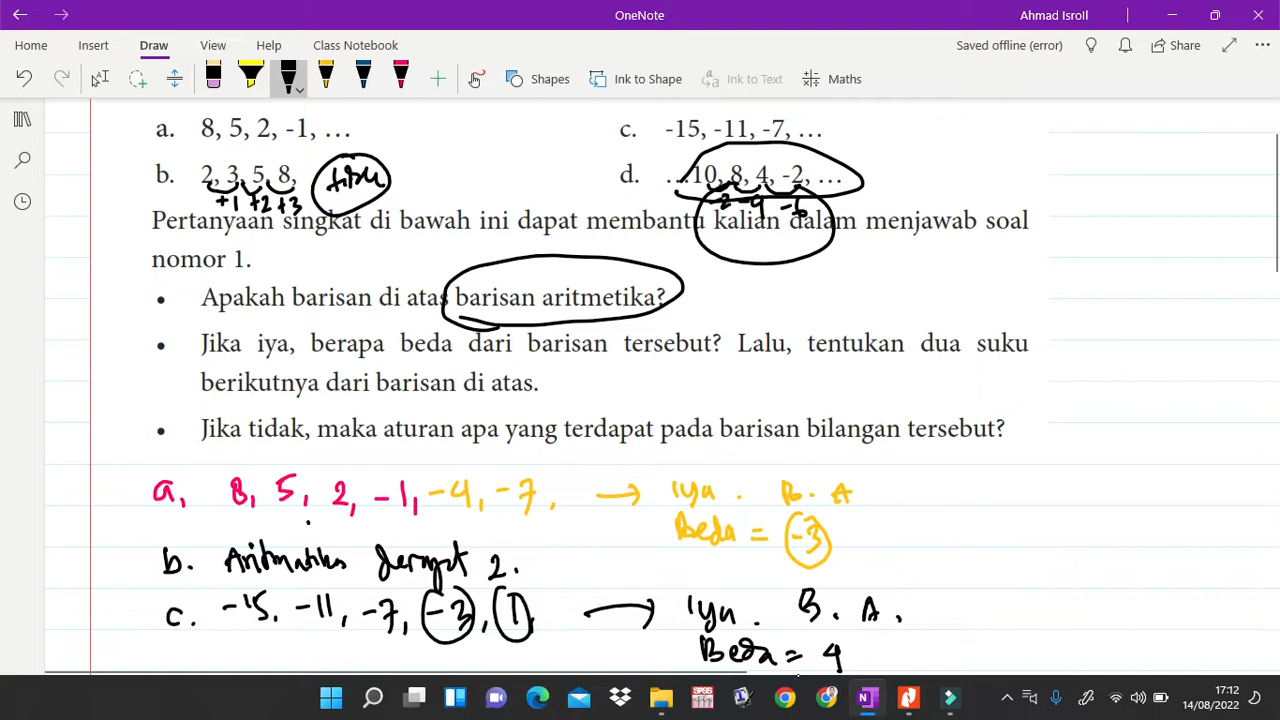 OneNote
Ahmad Isroll
Home Insert Draw View Help Class Notebook
Saved offline (error) Share
Shapes Ink to Shape Ink to Text Maths
a. 8, 5, 2, -1, …
c. -15, -11, -7, …
b. 2, 3, 5, 8,
d. …10, 8, 4, -2, …
+1 +2 +3
-2 -4 -6
Pertanyaan singkat di bawah ini dapat membantu kalian dalam menjawab soal
nomor 1.
• Apakah barisan di atas barisan aritmetika?
• Jika iya, berapa beda dari barisan tersebut? Lalu, tentukan dua suku
berikutnya dari barisan di atas.
• Jika tidak, maka aturan apa yang terdapat pada barisan bilangan tersebut?
a, 8, 5, 2, -1, -4, -7, → Iya. B. A
Beda = -3
b. Aritmatika derajat 2.
c. -15, -11, -7, -3, 1, → Iya. B. A.
Beda = 4
17:12
14/08/2022